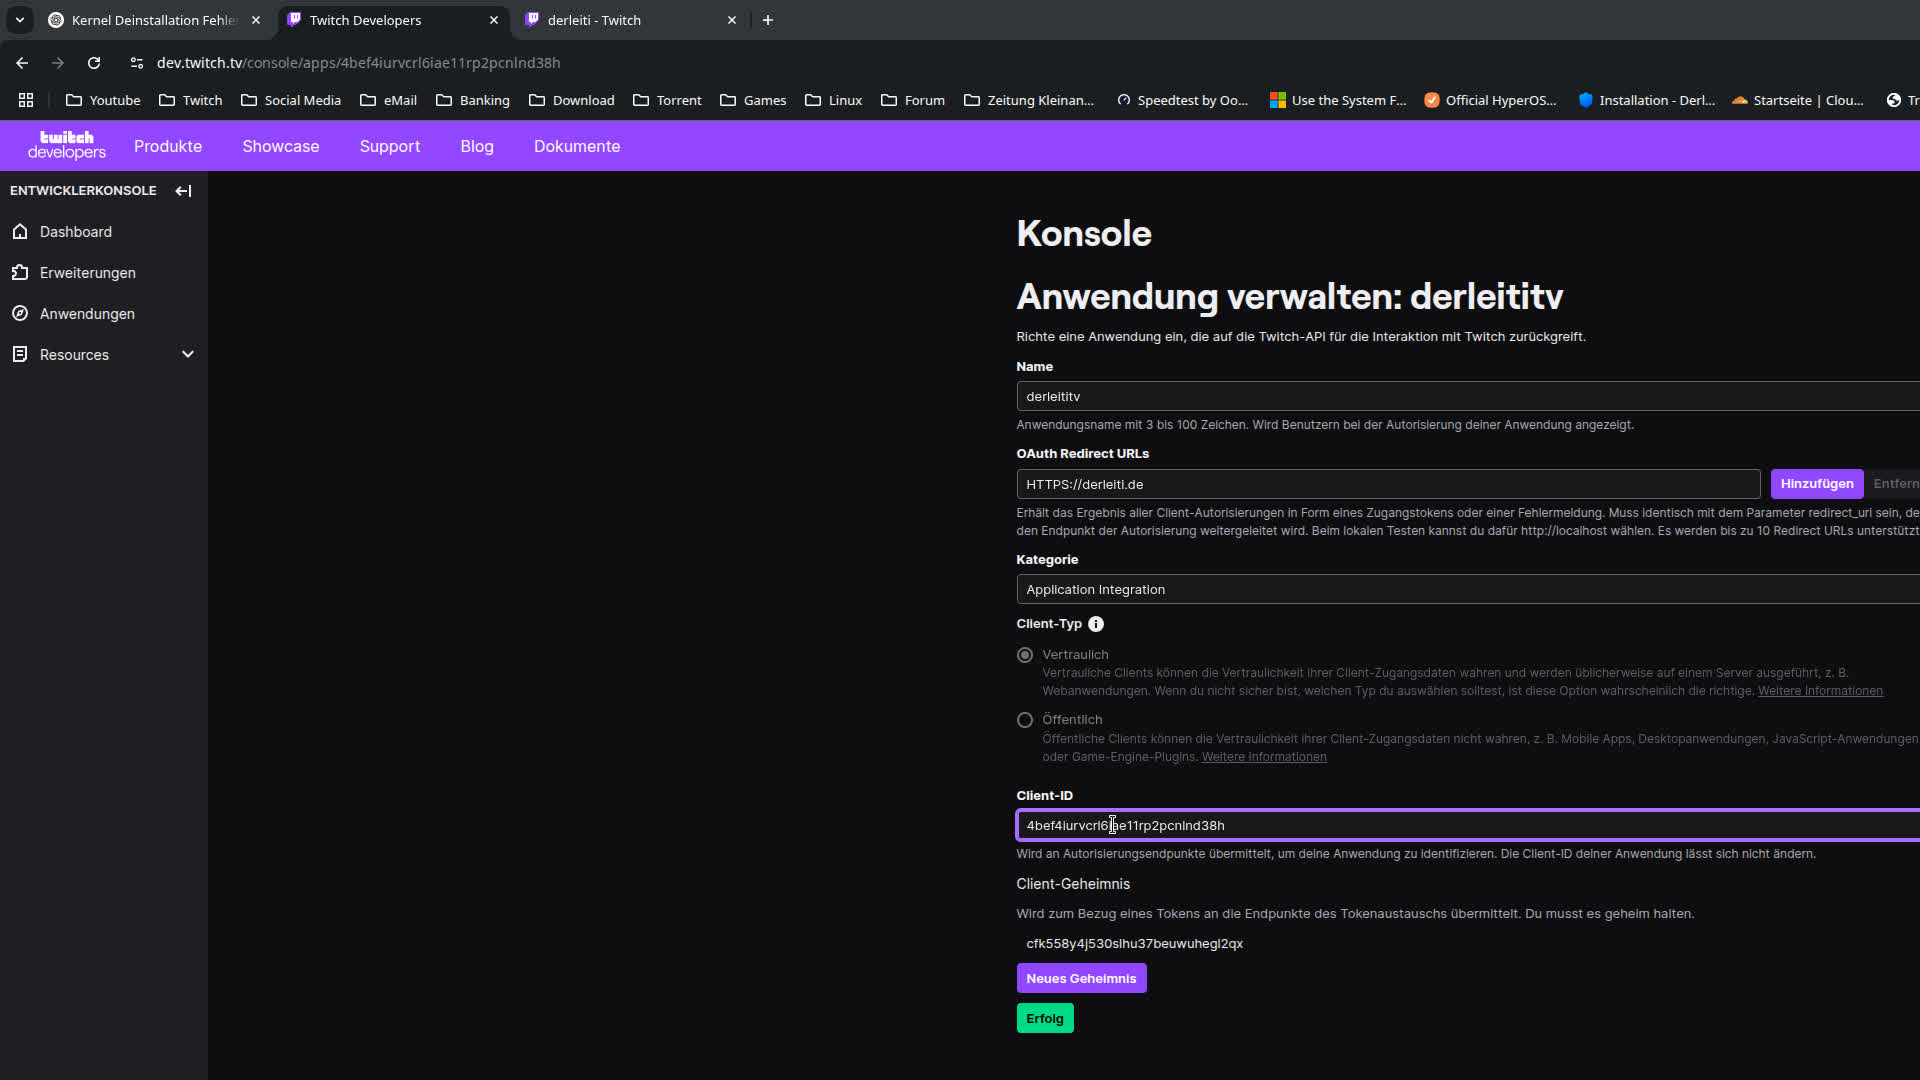 Kernel Deinstallation Fehle
Twitch Developers
derleiti - Twitch
dev.twitch.tv/console/apps/4bef4iurvcrl6iae11rp2pcnlnd38h
Youtube
Twitch
Social Media
eMail
Banking
Download
Torrent
Games
Linux
Forum
Zeitung Kleinan...
Speedtest by Oo...
Use the System F...
Official HyperOS...
Installation - Derl...
Startseite | Clou...
Tr
twitch
developers
Produkte
Showcase
Support
Blog
Dokumente
ENTWICKLERKONSOLE
Dashboard
Erweiterungen
Anwendungen
Resources
Konsole
Anwendung verwalten: derleititv
Richte eine Anwendung ein, die auf die Twitch-API für die Interaktion mit Twitch zurückgreift.
Name
derleititv
Anwendungsname mit 3 bis 100 Zeichen. Wird Benutzern bei der Autorisierung deiner Anwendung angezeigt.
OAuth Redirect URLs
HTTPS://derleiti.de
Hinzufügen
Entfern
Erhält das Ergebnis aller Client-Autorisierungen in Form eines Zugangstokens oder einer Fehlermeldung. Muss identisch mit dem Parameter redirect_uri sein, de
den Endpunkt der Autorisierung weitergeleitet wird. Beim lokalen Testen kannst du dafür http://localhost wählen. Es werden bis zu 10 Redirect URLs unterstützt
Kategorie
Application Integration
Client-Typ
Vertraulich
Vertrauliche Clients können die Vertraulichkeit ihrer Client-Zugangsdaten wahren und werden üblicherweise auf einem Server ausgeführt, z. B.
Webanwendungen. Wenn du nicht sicher bist, welchen Typ du auswählen solltest, ist diese Option wahrscheinlich die richtige. Weitere Informationen
Öffentlich
Öffentliche Clients können die Vertraulichkeit ihrer Client-Zugangsdaten nicht wahren, z. B. Mobile Apps, Desktopanwendungen, JavaScript-Anwendungen
oder Game-Engine-Plugins. Weitere Informationen
Client-ID
4bef4iurvcrl6iae11rp2pcnlnd38h
Wird an Autorisierungsendpunkte übermittelt, um deine Anwendung zu identifizieren. Die Client-ID deiner Anwendung lässt sich nicht ändern.
Client-Geheimnis
Wird zum Bezug eines Tokens an die Endpunkte des Tokenaustauschs übermittelt. Du musst es geheim halten.
cfk558y4j530slhu37beuwuhegl2qx
Neues Geheimnis
Erfolg